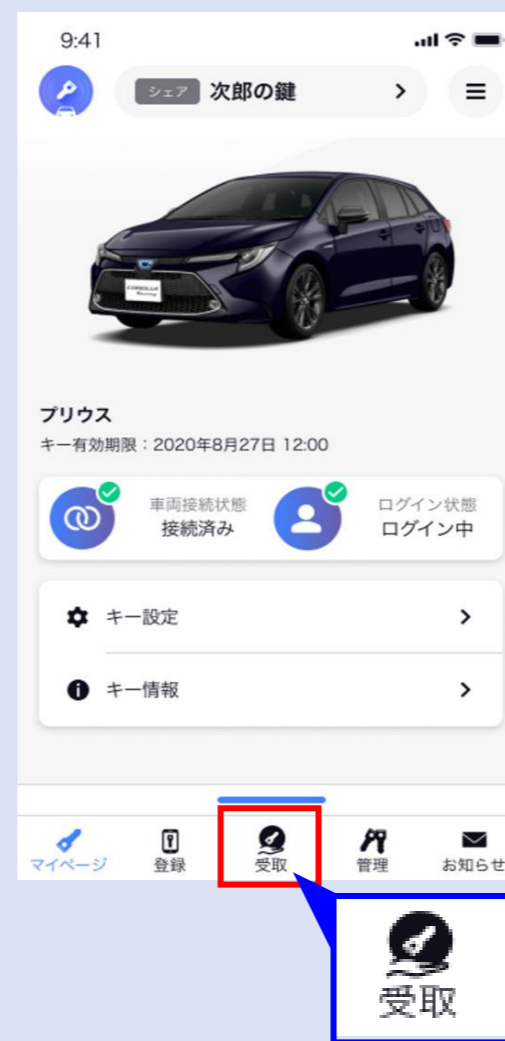 9:41
シェア 次郎の鍵
COROLLA
プリウス
キー有効期限：2020年8月27日 12:00
車両接続状態
接続済み
ログイン状態
ログイン中
キー設定
キー情報
マイページ
登録
受取
管理
お知らせ
受取